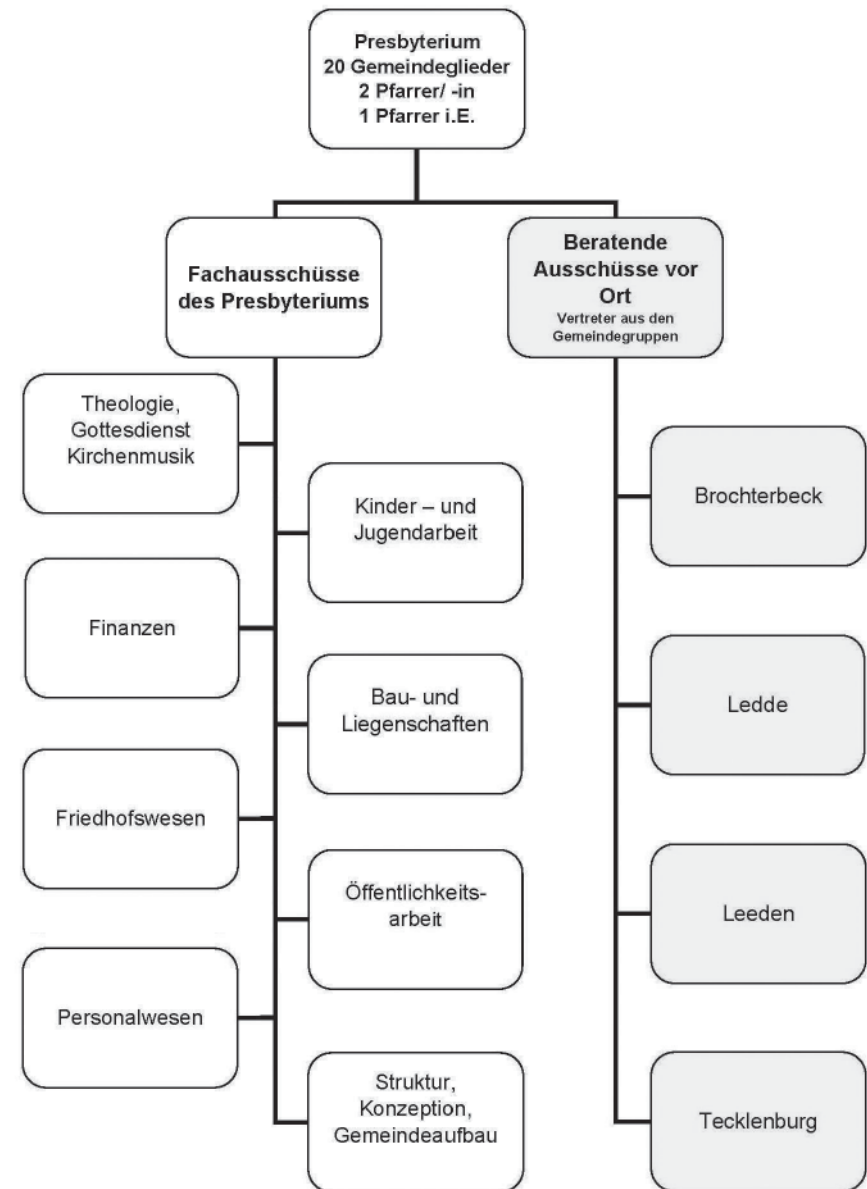 Presbyterium
20 Gemeindeglieder
2 Pfarrer/ -in
1 Pfarrer i.E.
Fachausschüsse
des Presbyteriums
Beratende
Ausschüsse vor
Ort
Vertreter aus den
Gemeindegruppen
Theologie,
Gottesdienst
Kirchenmusik
Kinder – und
Jugendarbeit
Finanzen
Bau- und
Liegenschaften
Friedhofswesen
Öffentlichkeits-
arbeit
Personalwesen
Struktur,
Konzeption,
Gemeindeaufbau
Brochterbeck
Ledde
Leeden
Tecklenburg